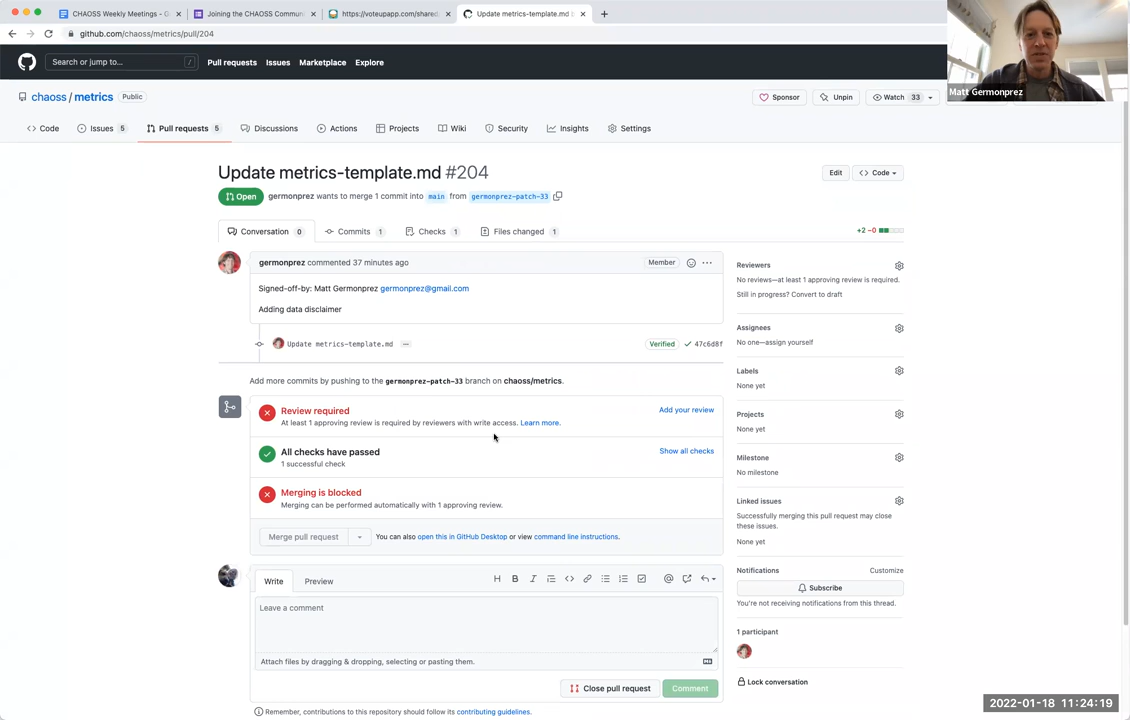 CHAOSS Weekly Meetings - G
Joining the CHAOSS Commun
https://voteupapp.com/shared
Update metrics-template.md b
github.com/chaoss/metrics/pull/204
Search or jump to...
/
Pull requests
Issues
Marketplace
Explore
Matt Germonprez
chaoss / metrics
Public
Sponsor
Unpin
Watch 33
Code
Issues 5
Pull requests 5
Discussions
Actions
Projects
Wiki
Security
Insights
Settings
Update metrics-template.md #204
Edit
Code
Open
germonprez wants to merge 1 commit into main from germonprez-patch-33
Conversation 0
Commits 1
Checks 1
Files changed 1
+2 −0
germonprez commented 37 minutes ago
Member
Signed-off-by: Matt Germonprez germonprez@gmail.com
Adding data disclaimer
Update metrics-template.md
Verified
47c6d8f
Add more commits by pushing to the germonprez-patch-33 branch on chaoss/metrics.
Review required
At least 1 approving review is required by reviewers with write access. Learn more.
Add your review
All checks have passed
1 successful check
Show all checks
Merging is blocked
Merging can be performed automatically with 1 approving review.
Merge pull request
You can also open this in GitHub Desktop or view command line instructions.
Write
Preview
Leave a comment
Attach files by dragging & dropping, selecting or pasting them.
Close pull request
Comment
Remember, contributions to this repository should follow its contributing guidelines.
Reviewers
No reviews—at least 1 approving review is required.
Still in progress? Convert to draft
Assignees
No one—assign yourself
Labels
None yet
Projects
None yet
Milestone
No milestone
Linked issues
Successfully merging this pull request may close
these issues.
None yet
Notifications
Customize
Subscribe
You're not receiving notifications from this thread.
1 participant
Lock conversation
2022-01-18 11:24:19